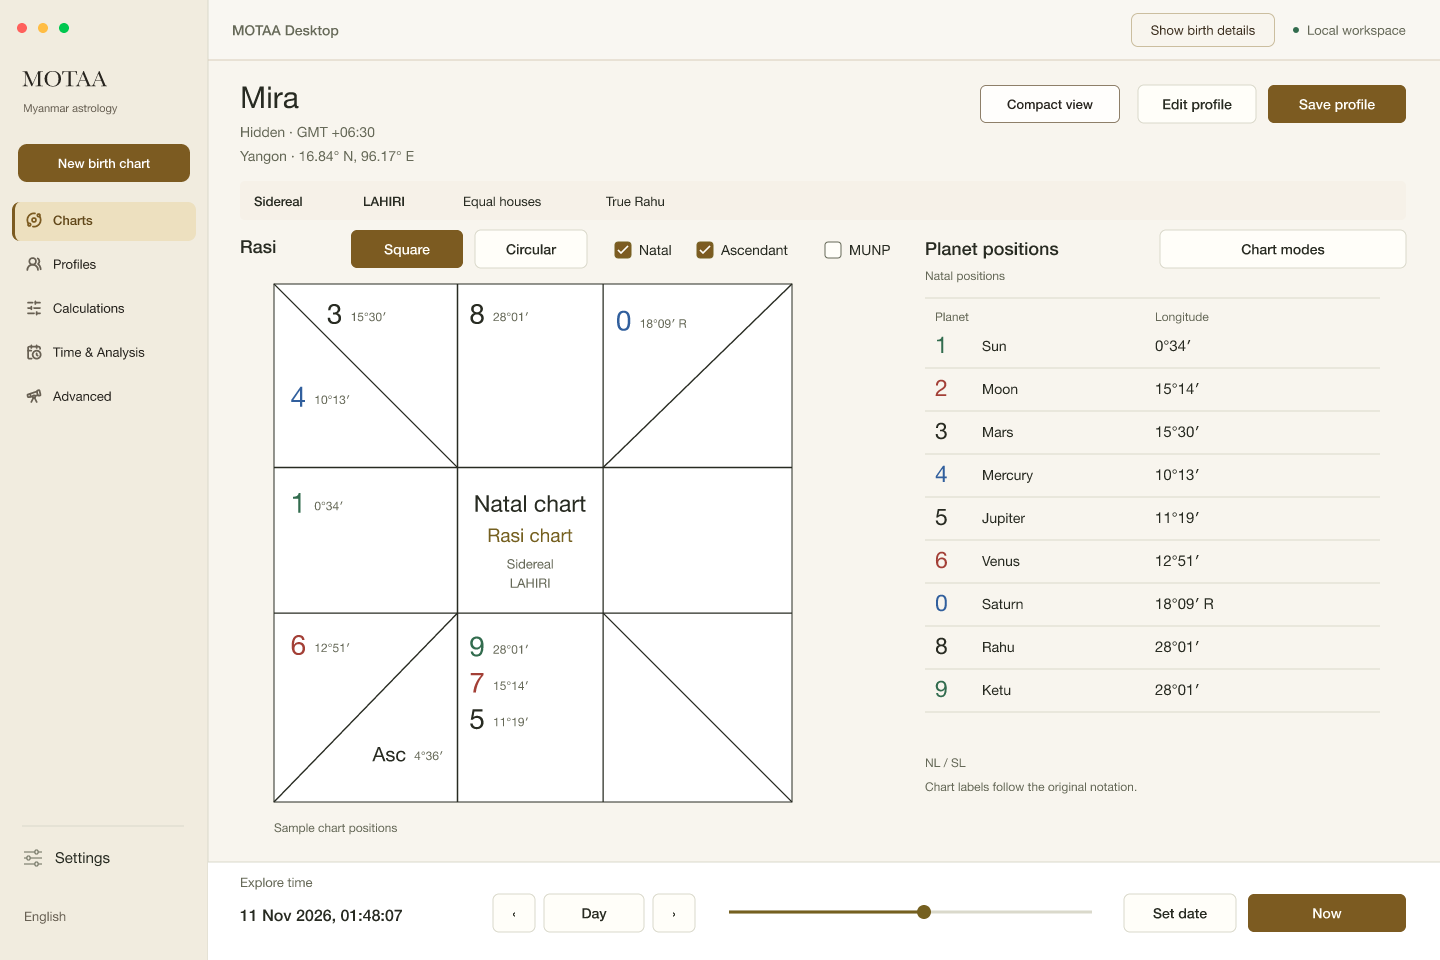 MOTAA Desktop
Show birth details
Local workspace
MOTAA
Myanmar astrology
New birth chart
Charts
Profiles
Calculations
Time & Analysis
Advanced
Settings
English
Mira
Hidden · GMT +06:30
Yangon · 16.84° N, 96.17° E
Compact view
Edit profile
Save profile
Sidereal LAHIRI Equal houses True Rahu
Rasi
Square
Circular
Natal
Ascendant
MUNP
3 15°30′
4 10°13′
8 28°01′
0 18°09′ R
1 0°34′
Natal chart
Rasi chart
Sidereal
LAHIRI
6 12°51′
Asc 4°36′
9 28°01′
7 15°14′
5 11°19′
Sample chart positions
Planet positions
Chart modes
Natal positions
Planet Longitude
1 Sun 0°34′
2 Moon 15°14′
3 Mars 15°30′
4 Mercury 10°13′
5 Jupiter 11°19′
6 Venus 12°51′
0 Saturn 18°09′ R
8 Rahu 28°01′
9 Ketu 28°01′
NL / SL
Chart labels follow the original notation.
Explore time
11 Nov 2026, 01:48:07
‹
Day
›
Set date
Now